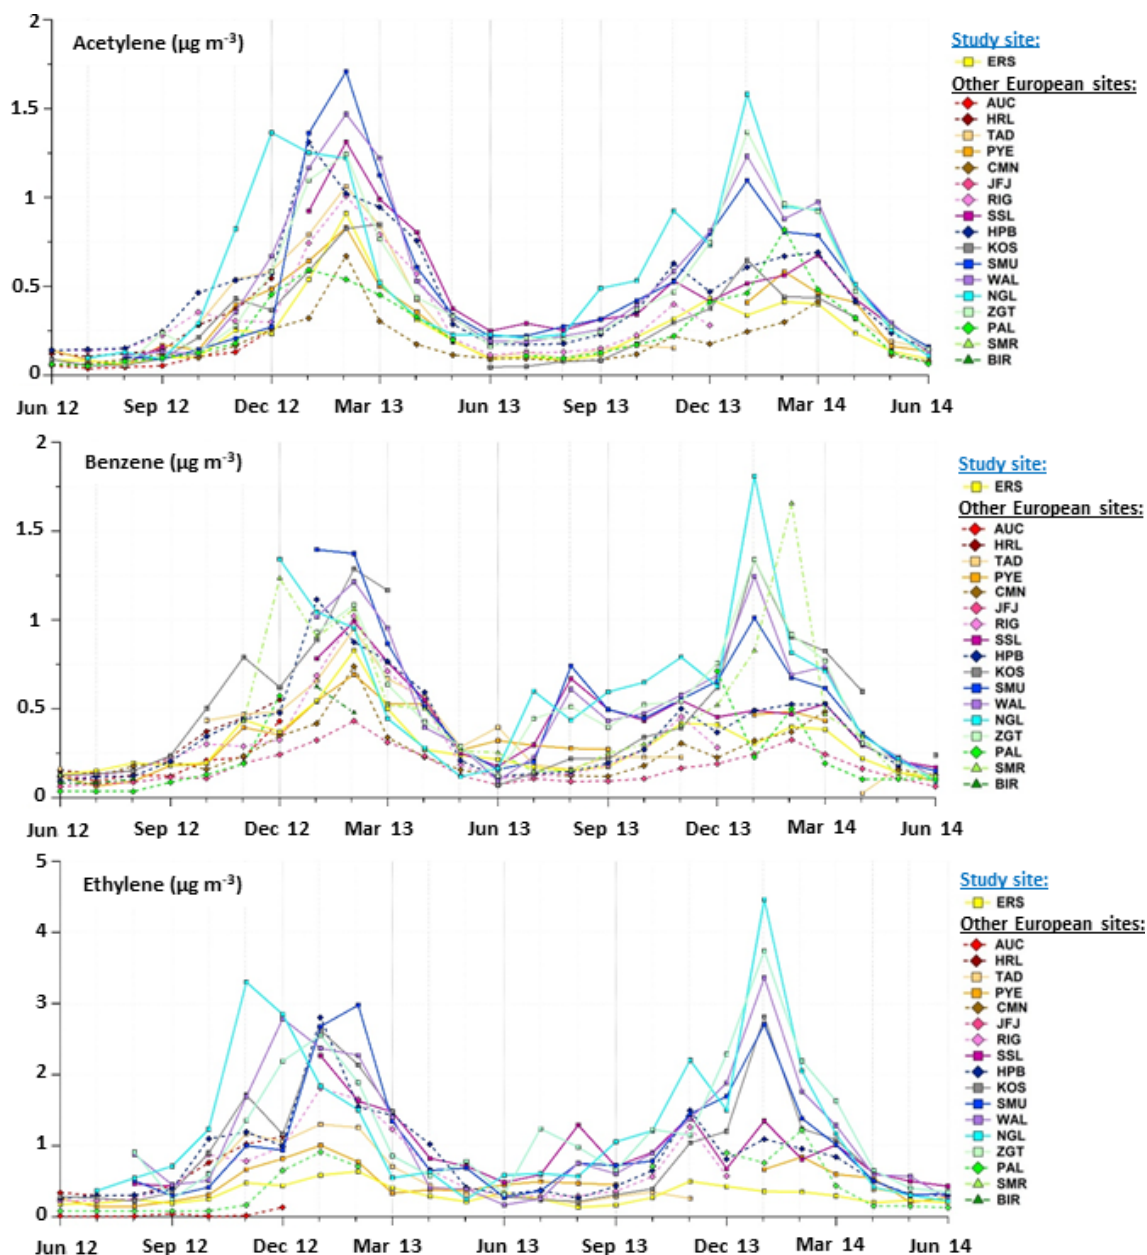 Acetylene (µg m-3)
2
1.5
1
0.5
0
Jun 12 Sep 12 Dec 12 Mar 13 Jun 13 Sep 13 Dec 13 Mar 14 Jun 14
Study site:
ERS
Other European sites:
AUC
HRL
TAD
PYE
CMN
JFJ
RIG
SSL
HPB
KOS
SMU
WAL
NGL
ZGT
PAL
SMR
BIR
Benzene (µg m-3)
2
1.5
1
0.5
0
Jun 12 Sep 12 Dec 12 Mar 13 Jun 13 Sep 13 Dec 13 Mar 14 Jun 14
Study site:
ERS
Other European sites:
AUC
HRL
TAD
PYE
CMN
JFJ
RIG
SSL
HPB
KOS
SMU
WAL
NGL
ZGT
PAL
SMR
BIR
Ethylene (µg m-3)
5
4
3
2
1
0
Jun 12 Sep 12 Dec 12 Mar 13 Jun 13 Sep 13 Dec 13 Mar 14 Jun 14
Study site:
ERS
Other European sites:
AUC
HRL
TAD
PYE
CMN
JFJ
RIG
SSL
HPB
KOS
SMU
WAL
NGL
ZGT
PAL
SMR
BIR